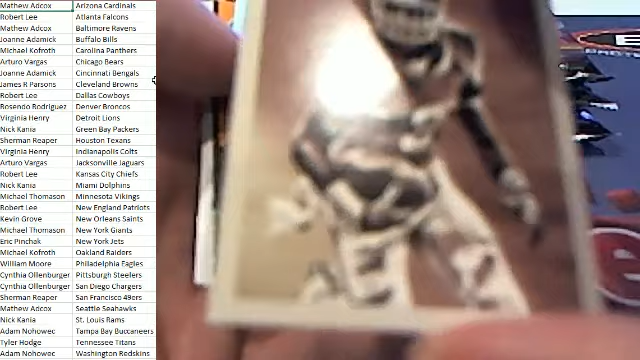 Mathew Adcox Arizona Cardinals
Robert Lee Atlanta Falcons
Mathew Adcox Baltimore Ravens
Joanne Adamick Buffalo Bills
Michael Kofroth Carolina Panthers
Arturo Vargas Chicago Bears
Joanne Adamick Cincinnati Bengals
James R Parsons Cleveland Browns
Robert Lee Dallas Cowboys
Rosendo Rodriguez Denver Broncos
Virginia Henry Detroit Lions
Nick Kania Green Bay Packers
Sherman Reaper Houston Texans
Virginia Henry Indianapolis Colts
Arturo Vargas Jacksonville Jaguars
Robert Lee Kansas City Chiefs
Nick Kania Miami Dolphins
Michael Thomason Minnesota Vikings
Robert Lee New England Patriots
Kevin Grove New Orleans Saints
Michael Thomason New York Giants
Eric Pinchak New York Jets
Michael Kofroth Oakland Raiders
William Moore Philadelphia Eagles
Cynthia Ollenburger Pittsburgh Steelers
Cynthia Ollenburger San Diego Chargers
Sherman Reaper San Francisco 49ers
Mathew Adcox Seattle Seahawks
Nick Kania St. Louis Rams
Adam Nohowec Tampa Bay Buccaneers
Tyler Hodge Tennessee Titans
Adam Nohowec Washington Redskins